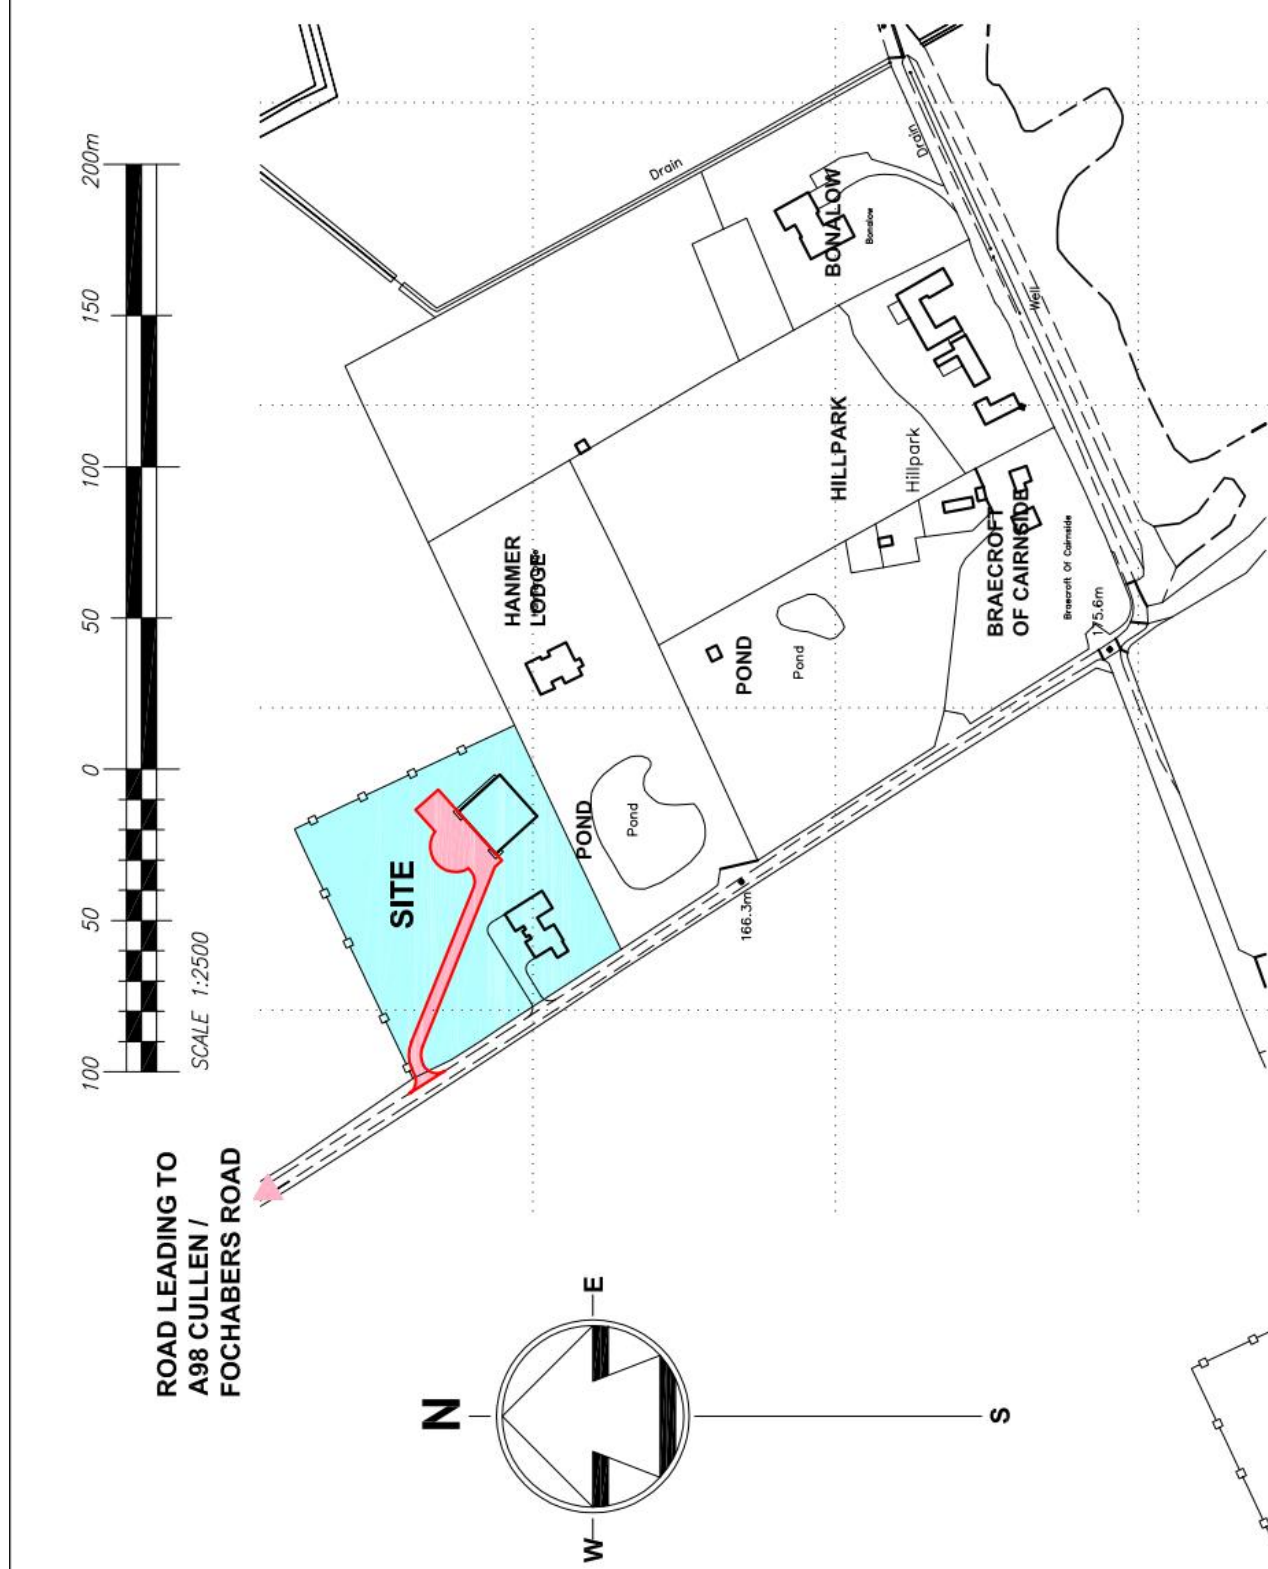 200m
150
100
50
0
50
100
SCALE 1:2500
ROAD LEADING TO
A98 CULLEN /
FOCHABERS ROAD
SITE
HANMER
LODGE
POND
Pond
166.3m
POND
Pond
Drain
Drain
BONALOW
Bonalow
Well
HILLPARK
Hillpark
BRAECROFT
OF CAIRNSIDE
Braecroft Of Cairnside
175.6m
N
E
S
W